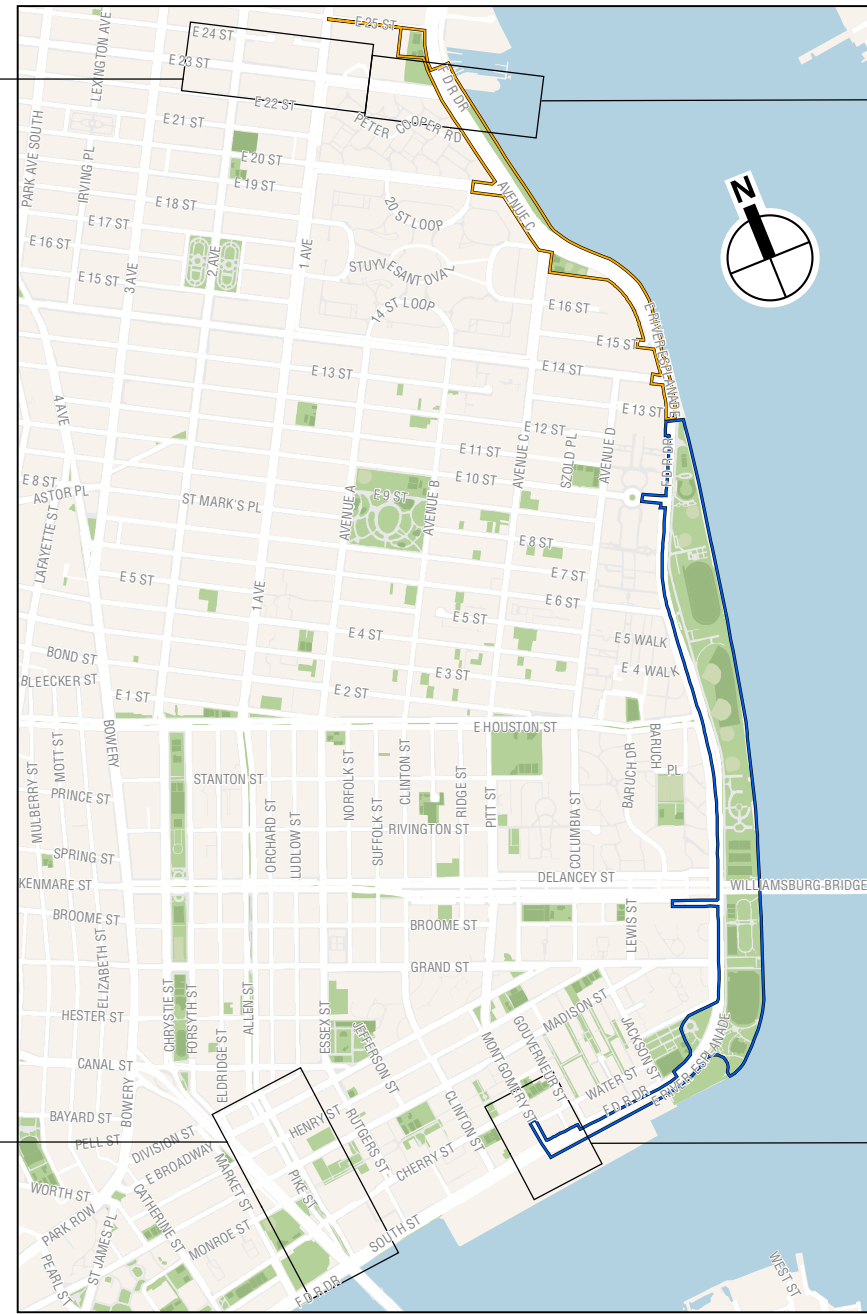 E 25 ST
E 24 ST
LEXINGTON AVE
E 23 ST
F D R DR
E 22 ST
E 21 ST
PETER COOPER RD
PARK AVE SOUTH
IRVING PL
E 20 ST
E 19 ST
N
AVENUE C
20 ST LOOP
E 18 ST
E 17 ST
E 16 ST
3 AVE
2 AVE
1 AVE
STUYVESANT OVAL
E 15 ST
14 ST LOOP
E 16 ST
E RIVER ESPLANADE
E 15 ST
E 14 ST
E 13 ST
4 AVE
E 13 ST
E 12 ST
AVENUE C
SZOLD PL
AVENUE D
F D R DR
E 11 ST
E 10 ST
E 8 ST
ASTOR PL
ST MARK'S PL
E 9 ST
AVENUE A
AVENUE B
LAFAYETTE ST
E 8 ST
E 7 ST
E 5 ST
1 AVE
E 6 ST
E 5 ST
E 4 ST
E 5 WALK
BOND ST
E 3 ST
E 4 WALK
BLEECKER ST
E 1 ST
E 2 ST
E HOUSTON ST
BOWERY
MOTT ST
MULBERRY ST
BARUCH
PL
BARUCH DR
STANTON ST
NORFOLK ST
CLINTON ST
RIDGE ST
PRINCE ST
ORCHARD ST
LUDLOW ST
SUFFOLK ST
PITT ST
COLUMBIA ST
RIVINGTON ST
SPRING ST
DELANCEY ST
KENMARE ST
WILLIAMSBURG BRIDGE
BROOME ST
BROOME ST
LEWIS ST
ELIZABETH ST
GRAND ST
CHRYSTIE ST
FORSYTH ST
ALLEN ST
ESSEX ST
HESTER ST
MADISON ST
JACKSON ST
GOUVERNEUR ST
MONTGOMERY ST
JEFFERSON ST
ELDRIDGE ST
CANAL ST
WATER ST
E RIVER ESPLANADE
F D R DR
BOWERY
BAYARD ST
HENRY ST
RUTGERS ST
CLINTON ST
PELL ST
DIVISION ST
E BROADWAY
CHERRY ST
MARKET ST
PIKE ST
WORTH ST
CATHERINE ST
PARK ROW
MONROE ST
SOUTH ST
ST JAMES PL
PEARL ST
F D R DR
WEST ST